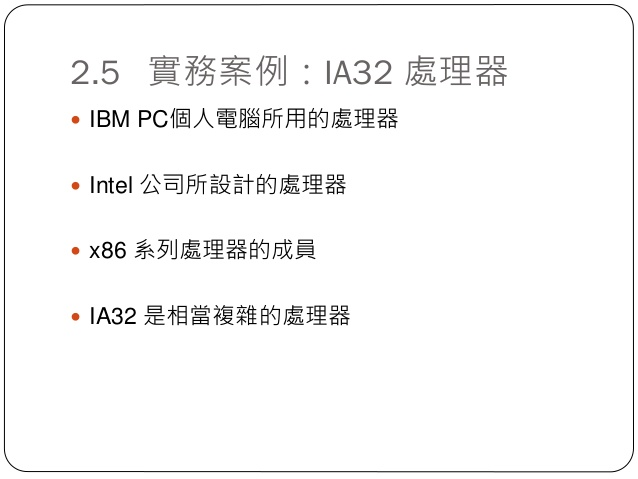 2.5 實務案例：IA32 處理器
• IBM PC個人電腦所用的處理器
• Intel 公司所設計的處理器
• x86 系列處理器的成員
• IA32 是相當複雜的處理器